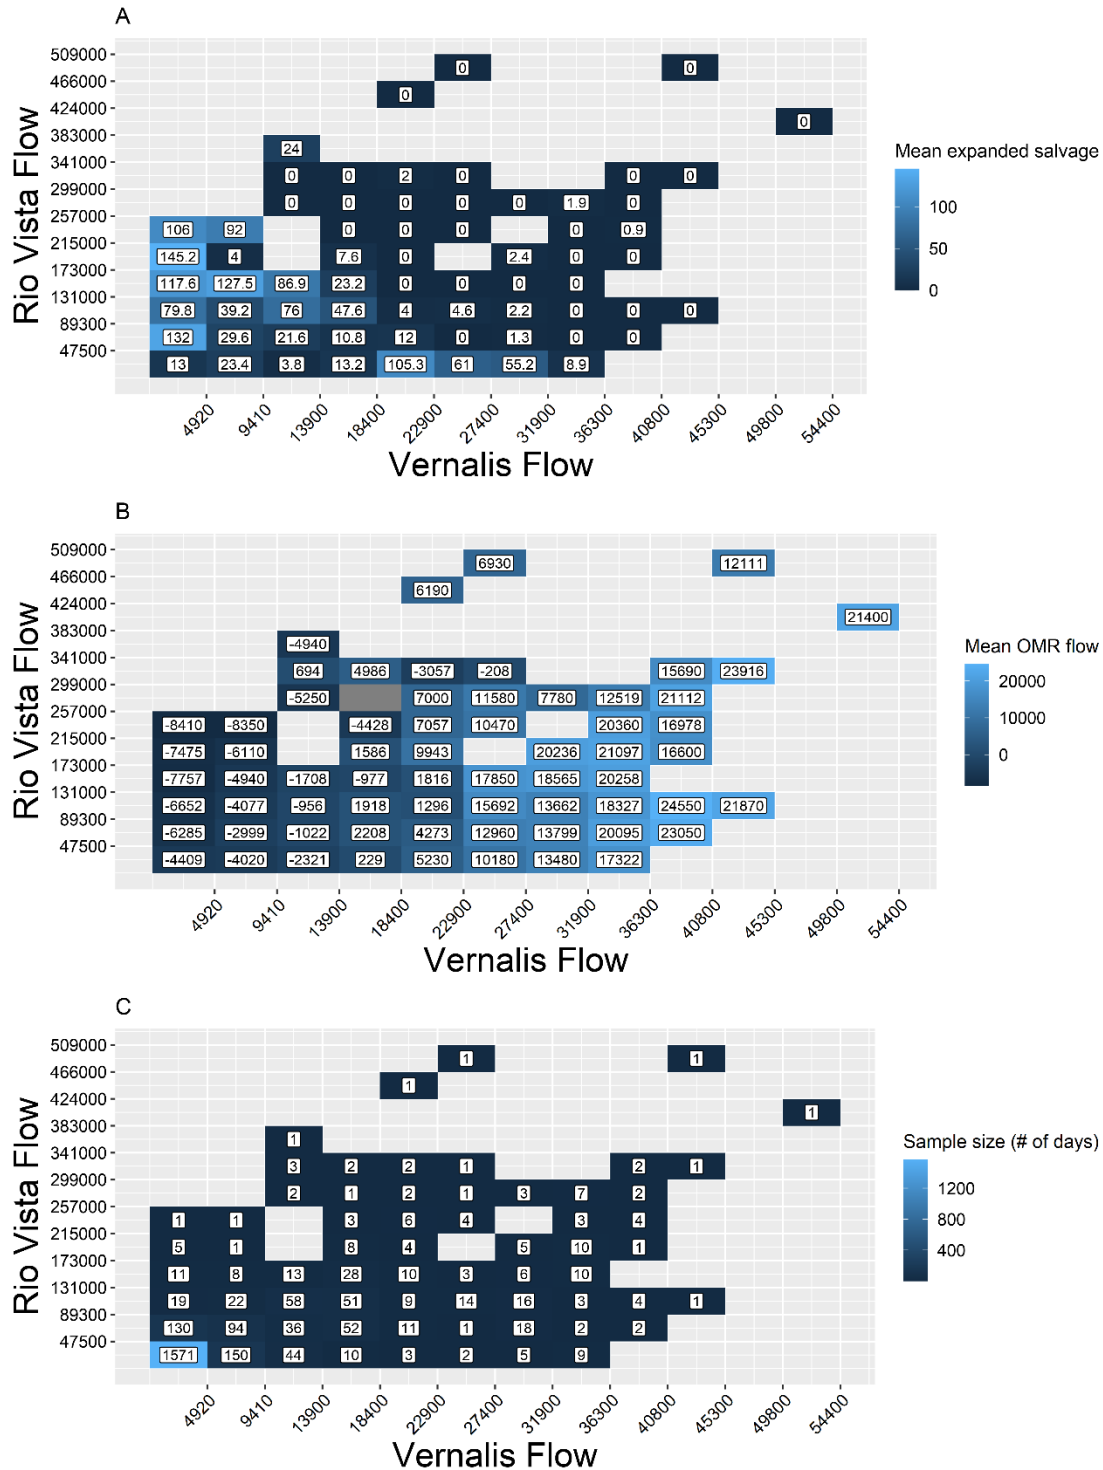 A
Rio Vista Flow
509000
466000
424000
383000
341000
299000
257000
215000
173000
131000
89300
47500
0 0
0
0
24
0 0 2 0 0 0
0 0 0 0 0 1.9 0
106 92 0 0 0 0 0.9
145.2 4 7.6 0 2.4 0 0
117.6 127.5 86.9 23.2 0 0 0 0
79.8 39.2 76 47.6 4 4.6 2.2 0 0 0
132 29.6 21.6 10.8 12 0 1.3 0 0
13 23.4 3.8 13.2 105.3 61 55.2 8.9
4920 9410 13900 18400 22900 27400 31900 36300 40800 45300 49800 54400
Vernalis Flow
Mean expanded salvage
100
50
0
B
Rio Vista Flow
509000
466000
424000
383000
341000
299000
257000
215000
173000
131000
89300
47500
6930 12111
6190
21400
-4940
694 4986 -3057 -208 15690 23916
-5250 7000 11580 7780 12519 21112
-8410 -8350 -4428 7057 10470 20360 16978
-7475 -6110 1586 9943 20236 21097 16600
-7757 -4940 -1708 -977 1816 17850 18565 20258
-6652 -4077 -956 1918 1296 15692 13662 18327 24550 21870
-6285 -2999 -1022 2208 4273 12960 13799 20095 23050
-4409 -4020 -2321 229 5230 10180 13480 17322
4920 9410 13900 18400 22900 27400 31900 36300 40800 45300 49800 54400
Vernalis Flow
Mean OMR flow
20000
10000
0
C
Rio Vista Flow
509000
466000
424000
383000
341000
299000
257000
215000
173000
131000
89300
47500
1 1
1
1
1
3 2 2 1 2 1
2 1 2 1 3 7 2
1 1 3 6 4 3 4
5 1 8 4 5 10 1
11 8 13 28 10 3 6 10
19 22 58 51 9 14 16 3 4 1
130 94 36 52 11 1 18 2 2
1571 150 44 10 3 2 5 9
4920 9410 13900 18400 22900 27400 31900 36300 40800 45300 49800 54400
Vernalis Flow
Sample size (# of days)
1200
800
400